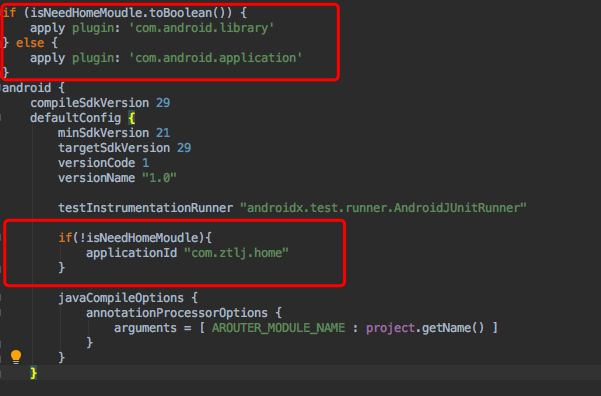 if (isNeedHomeMoudle.toBoolean()) {
apply plugin: 'com.android.library'
} else {
apply plugin: 'com.android.application'
}
android {
compileSdkVersion 29
defaultConfig {
minSdkVersion 21
targetSdkVersion 29
versionCode 1
versionName "1.0"
testInstrumentationRunner "androidx.test.runner.AndroidJUnitRunner"
if(!isNeedHomeMoudle){
applicationId "com.ztlj.home"
}
javaCompileOptions {
annotationProcessorOptions {
arguments = [ AROUTER_MODULE_NAME : project.getName() ]
}
}
}